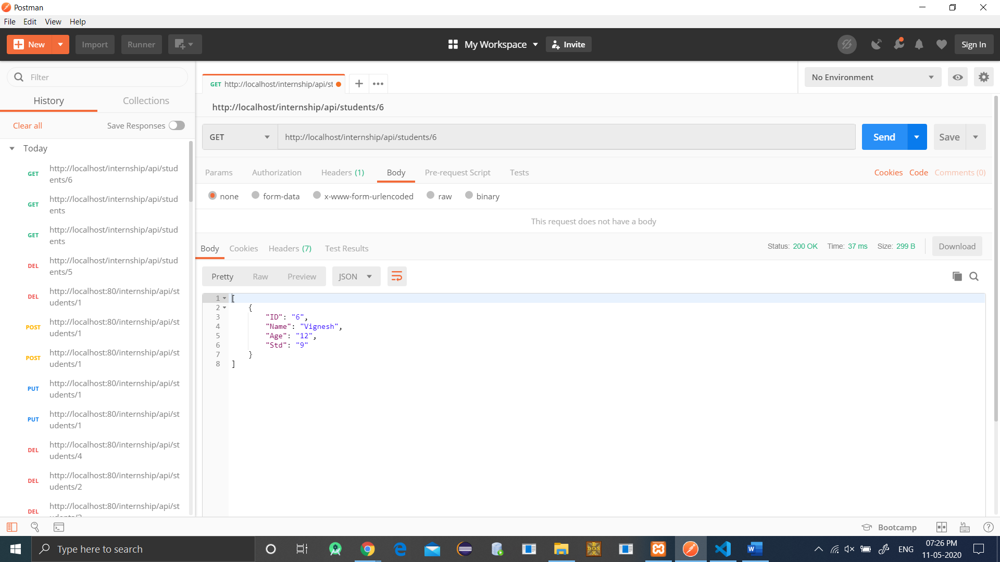 Postman
File Edit View Help
New Import Runner My Workspace Invite Sign In
Filter
History Collections
Clear all Save Responses
Today
GET http://localhost/internship/api/stud
ents/6
GET http://localhost/internship/api/stud
ents
GET http://localhost/internship/api/stud
ents
DEL http://localhost/internship/api/stud
ents/5
DEL http://localhost:80/internship/api/st
udents/1
POST http://localhost:80/internship/api/st
udents/1
POST http://localhost:80/internship/api/st
udents/1
PUT http://localhost:80/internship/api/st
udents/1
PUT http://localhost:80/internship/api/st
udents/1
DEL http://localhost:80/internship/api/st
udents/4
DEL http://localhost:80/internship/api/st
udents/2
DEL http://localhost:80/internship/api/st
GET http://localhost/internship/api/st
No Environment
http://localhost/internship/api/students/6
GET http://localhost/internship/api/students/6 Send Save
Params Authorization Headers (1) Body Pre-request Script Tests Cookies Code Comments (0)
none form-data x-www-form-urlencoded raw binary
This request does not have a body
Body Cookies Headers (7) Test Results Status: 200 OK Time: 37 ms Size: 299 B Download
Pretty Raw Preview JSON
1 [
2 {
3 "ID": "6",
4 "Name": "Vignesh",
5 "Age": "12",
6 "Std": "9"
7 }
8 ]
Bootcamp
Type here to search
ENG
07:26 PM
11-05-2020